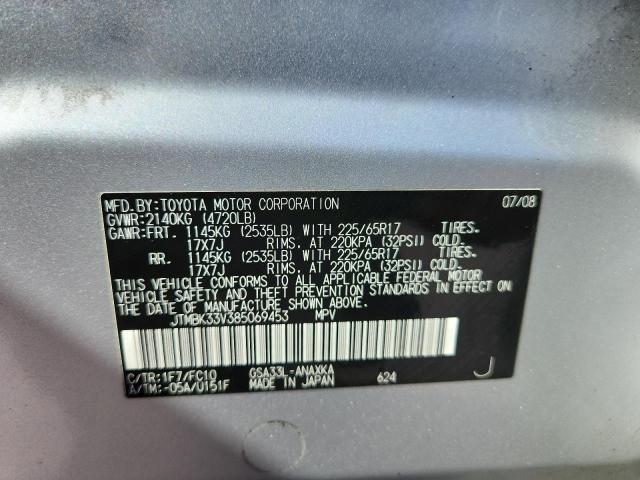 MFD.BY:TOYOTA MOTOR CORPORATION 07/08
GVWR:2140KG (4720LB)
GAWR:FRT. 1145KG (2535LB) WITH 225/65R17 TIRES.
17X7J RIMS. AT 220KPA (32PSI) COLD.
RR. 1145KG (2535LB) WITH 225/65R17 TIRES.
17X7J RIMS. AT 220KPA (32PSI) COLD.
THIS VEHICLE CONFORMS TO ALL APPLICABLE FEDERAL MOTOR
VEHICLE SAFETY AND THEFT PREVENTION STANDARDS IN EFFECT ON
THE DATE OF MANUFACTURE SHOWN ABOVE.
JTMBK33V385069453 MPV
C/TR:1F7/FC10 GSA33L-ANAXKA
A/TM:-05A/U151F MADE IN JAPAN 624 J